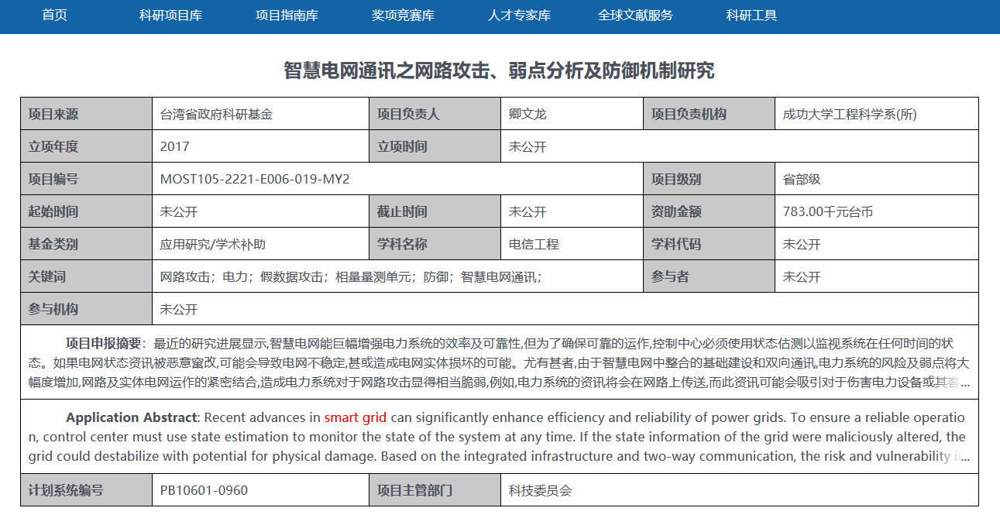 首页 科研项目库 项目指南库 奖项竞赛库 人才专家库 全球文献服务 科研工具
智慧电网通讯之网路攻击、弱点分析及防御机制研究
项目来源 台湾省政府科研基金 项目负责人 卿文龙 项目负责机构 成功大学工程科学系(所)
立项年度 2017 立项时间 未公开
项目编号 MOST105-2221-E006-019-MY2 项目级别 省部级
起始时间 未公开 截止时间 未公开 资助金额 783.00千元台币
基金类别 应用研究/学术补助 学科名称 电信工程 学科代码 未公开
关键词 网路攻击；电力；假数据攻击；相量量测单元；防御；智慧电网通讯； 参与者 未公开
参与机构 未公开
项目申报摘要：最近的研究进展显示,智慧电网能巨幅增强电力系统的效率及可靠性,但为了确保可靠的运作,控制中心必须使用状态估测以监视系统在任何时间的状
态。如果电网状态资讯被恶意窜改,可能会导致电网不稳定,甚或造成电网实体损坏的可能。尤有甚者,由于智慧电网中整合的基础建设和双向通讯,电力系统的风险及弱点将大
幅度增加,网路及实体电网运作的紧密结合,造成电力系统对于网路攻击显得相当脆弱,例如,电力系统的资讯将会在网路上传送,而此资讯可能会吸引对于伤害电力设备或其客...
Application Abstract: Recent advances in smart grid can significantly enhance efficiency and reliability of power grids. To ensure a reliable operatio
n, control center must use state estimation to monitor the state of the system at any time. If the state information of the grid were maliciously altered, the
grid could destabilize with potential for physical damage. Based on the integrated infrastructure and two-way communication, the risk and vulnerability i...
计划系统编号 PB10601-0960 项目主管部门 科技委员会